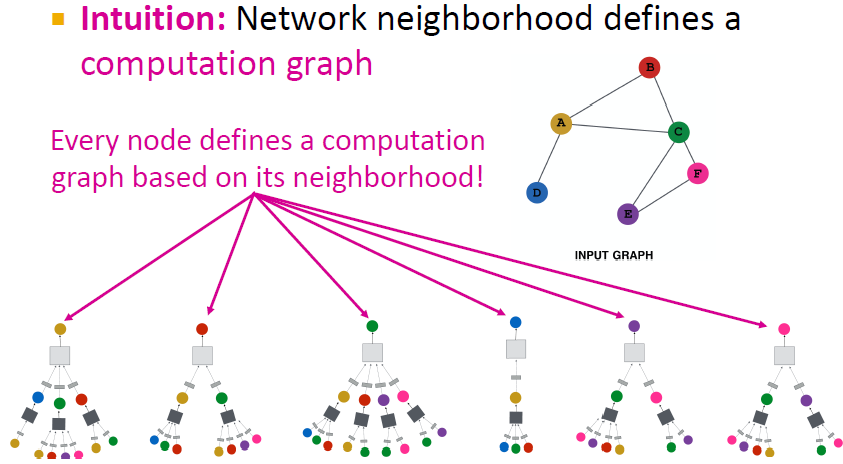 Intuition: Network neighborhood defines a
computation graph
Every node defines a computation
graph based on its neighborhood!
B
A
C
F
D
E
INPUT GRAPH